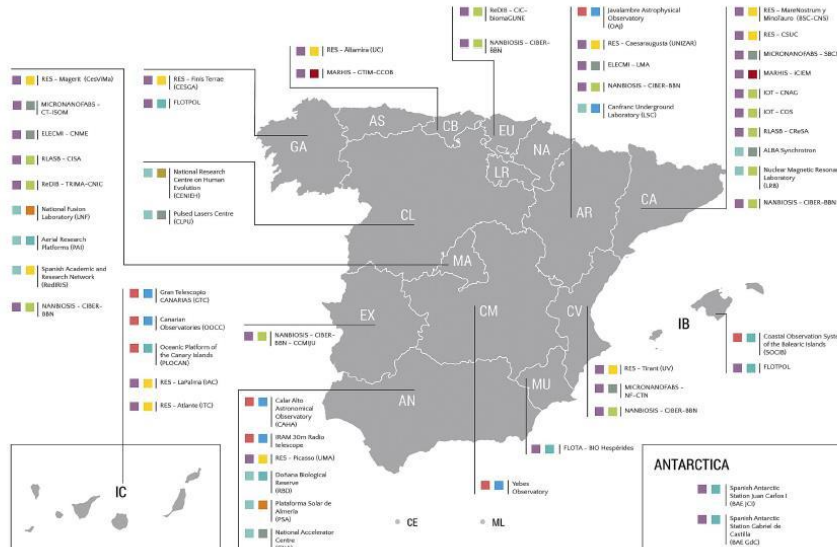 RES – Magerit (CesViMa)
MICRONANOFABS –
CT-ISOM
ELECMI – CNME
RLASB – CISA
ReDIB – TRIMA-CNIC
National Fusion
Laboratory (LNF)
Aerial Research
Platforms (PAI)
Spanish Academic and
Research Network
(RedIRIS)
NANBIOSIS – CIBER-
BBN
RES – Finis Terrae
(CESGA)
FLOTPOL
National Research
Centre on Human
Evolution
(CENIEH)
Pulsed Lasers Centre
(CLPU)
RES – Altamira (UC)
MARHIS – CTIM-CCOB
ReDIB – CIC-
biomaGUNE
NANBIOSIS – CIBER-
BBN
Javalambre Astrophysical
Observatory
(OAJ)
RES – Caesaraugusta (UNIZAR)
ELECMI – LMA
NANBIOSIS – CIBER-BBN
Canfranc Underground
Laboratory (LSC)
RES – MareNostrum y
MinoTauro (BSC-CNS)
RES – CSUC
MICRONANOFABS – SBCN
MARHIS – ICIEM
IOT – CNAG
IOT – COS
RLASB – CReSA
ALBA Synchrotron
Nuclear Magnetic Resonan
Laboratory
(LRB)
NANBIOSIS – CIBER-BBN
GA
AS
CB
EU
NA
LR
CL
AR
CA
MA
EX
CM
CV
AN
MU
IB
Gran Telescopio
CANARIAS (GTC)
Canarian
Observatories (OOCC)
Oceanic Platform of
the Canary Islands
(PLOCAN)
RES – LaPalma (IAC)
RES – Atlante (ITC)
IC
NANBIOSIS – CIBER-
BBN – CCMIJU
Calar Alto
Astronomical
Observatory
(CAHA)
IRAM 30m Radio
telescope
RES – Picasso (UMA)
Doñana Biological
Reserve
(RBD)
Plataforma Solar de
Almería
(PSA)
National Accelerator
Centre
RES – Tirant (UV)
MICRONANOFABS –
NF-CTN
NANBIOSIS – CIBER-BBN
FLOTA – BIO Hespérides
Yebes
Observatory
CE
ML
Coastal Observation Syste
of the Balearic Islands
(SOCIB)
FLOTPOL
ANTARCTICA
Spanish Antarctic
Station Juan Carlos I
(BAE JCI)
Spanish Antarctic
Station Gabriel de
Castilla
(BAE GdC)